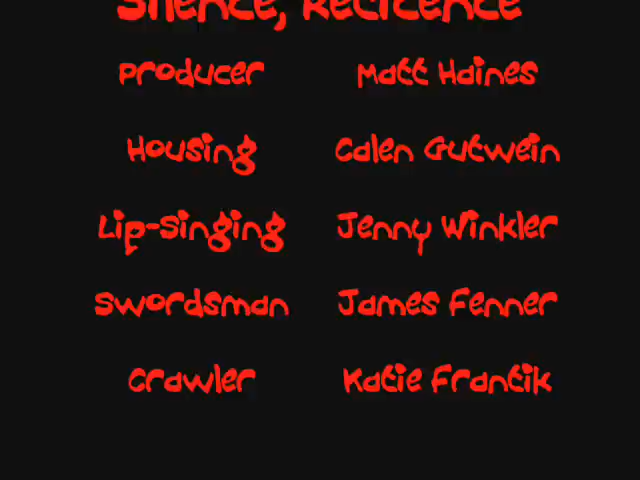 Silence, Reticence
Producer Matt Haines
Housing Calen Gutwein
Lip-singing Jenny Winkler
Swordsman James Fenner
Crawler Katie Frantik